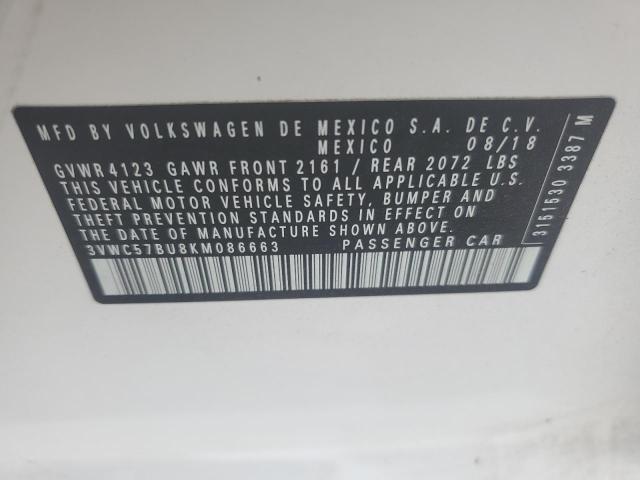 MFD BY VOLKSWAGEN DE MEXICO S.A. DE C.V.
MEXICO 08/18
GVWR 4123 GAWR FRONT 2161 / REAR 2072 LBS
THIS VEHICLE CONFORMS TO ALL APPLICABLE U.S.
FEDERAL MOTOR VEHICLE SAFETY, BUMPER AND
THEFT PREVENTION STANDARDS IN EFFECT ON
THE DATE OF MANUFACTURE SHOWN ABOVE.
3VWC57BU8KM086663 PASSENGER CAR
3151530 3387 M